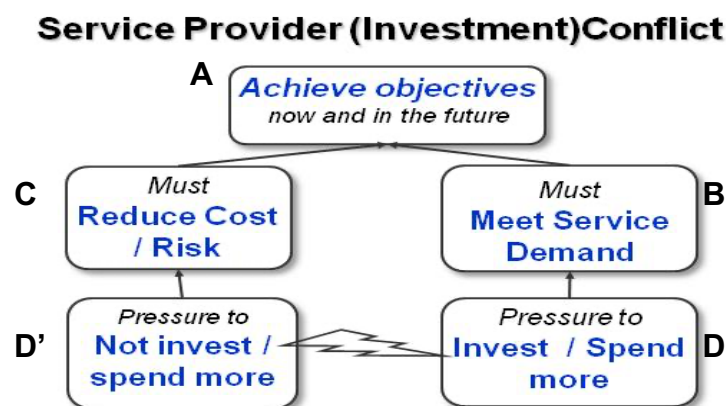 Service Provider (Investment)Conflict
A
Achieve objectives
now and in the future
C
Must
Reduce Cost
/ Risk
Must
Meet Service
Demand
B
D’
Pressure to
Not invest /
spend more
Pressure to
Invest / Spend
more
D